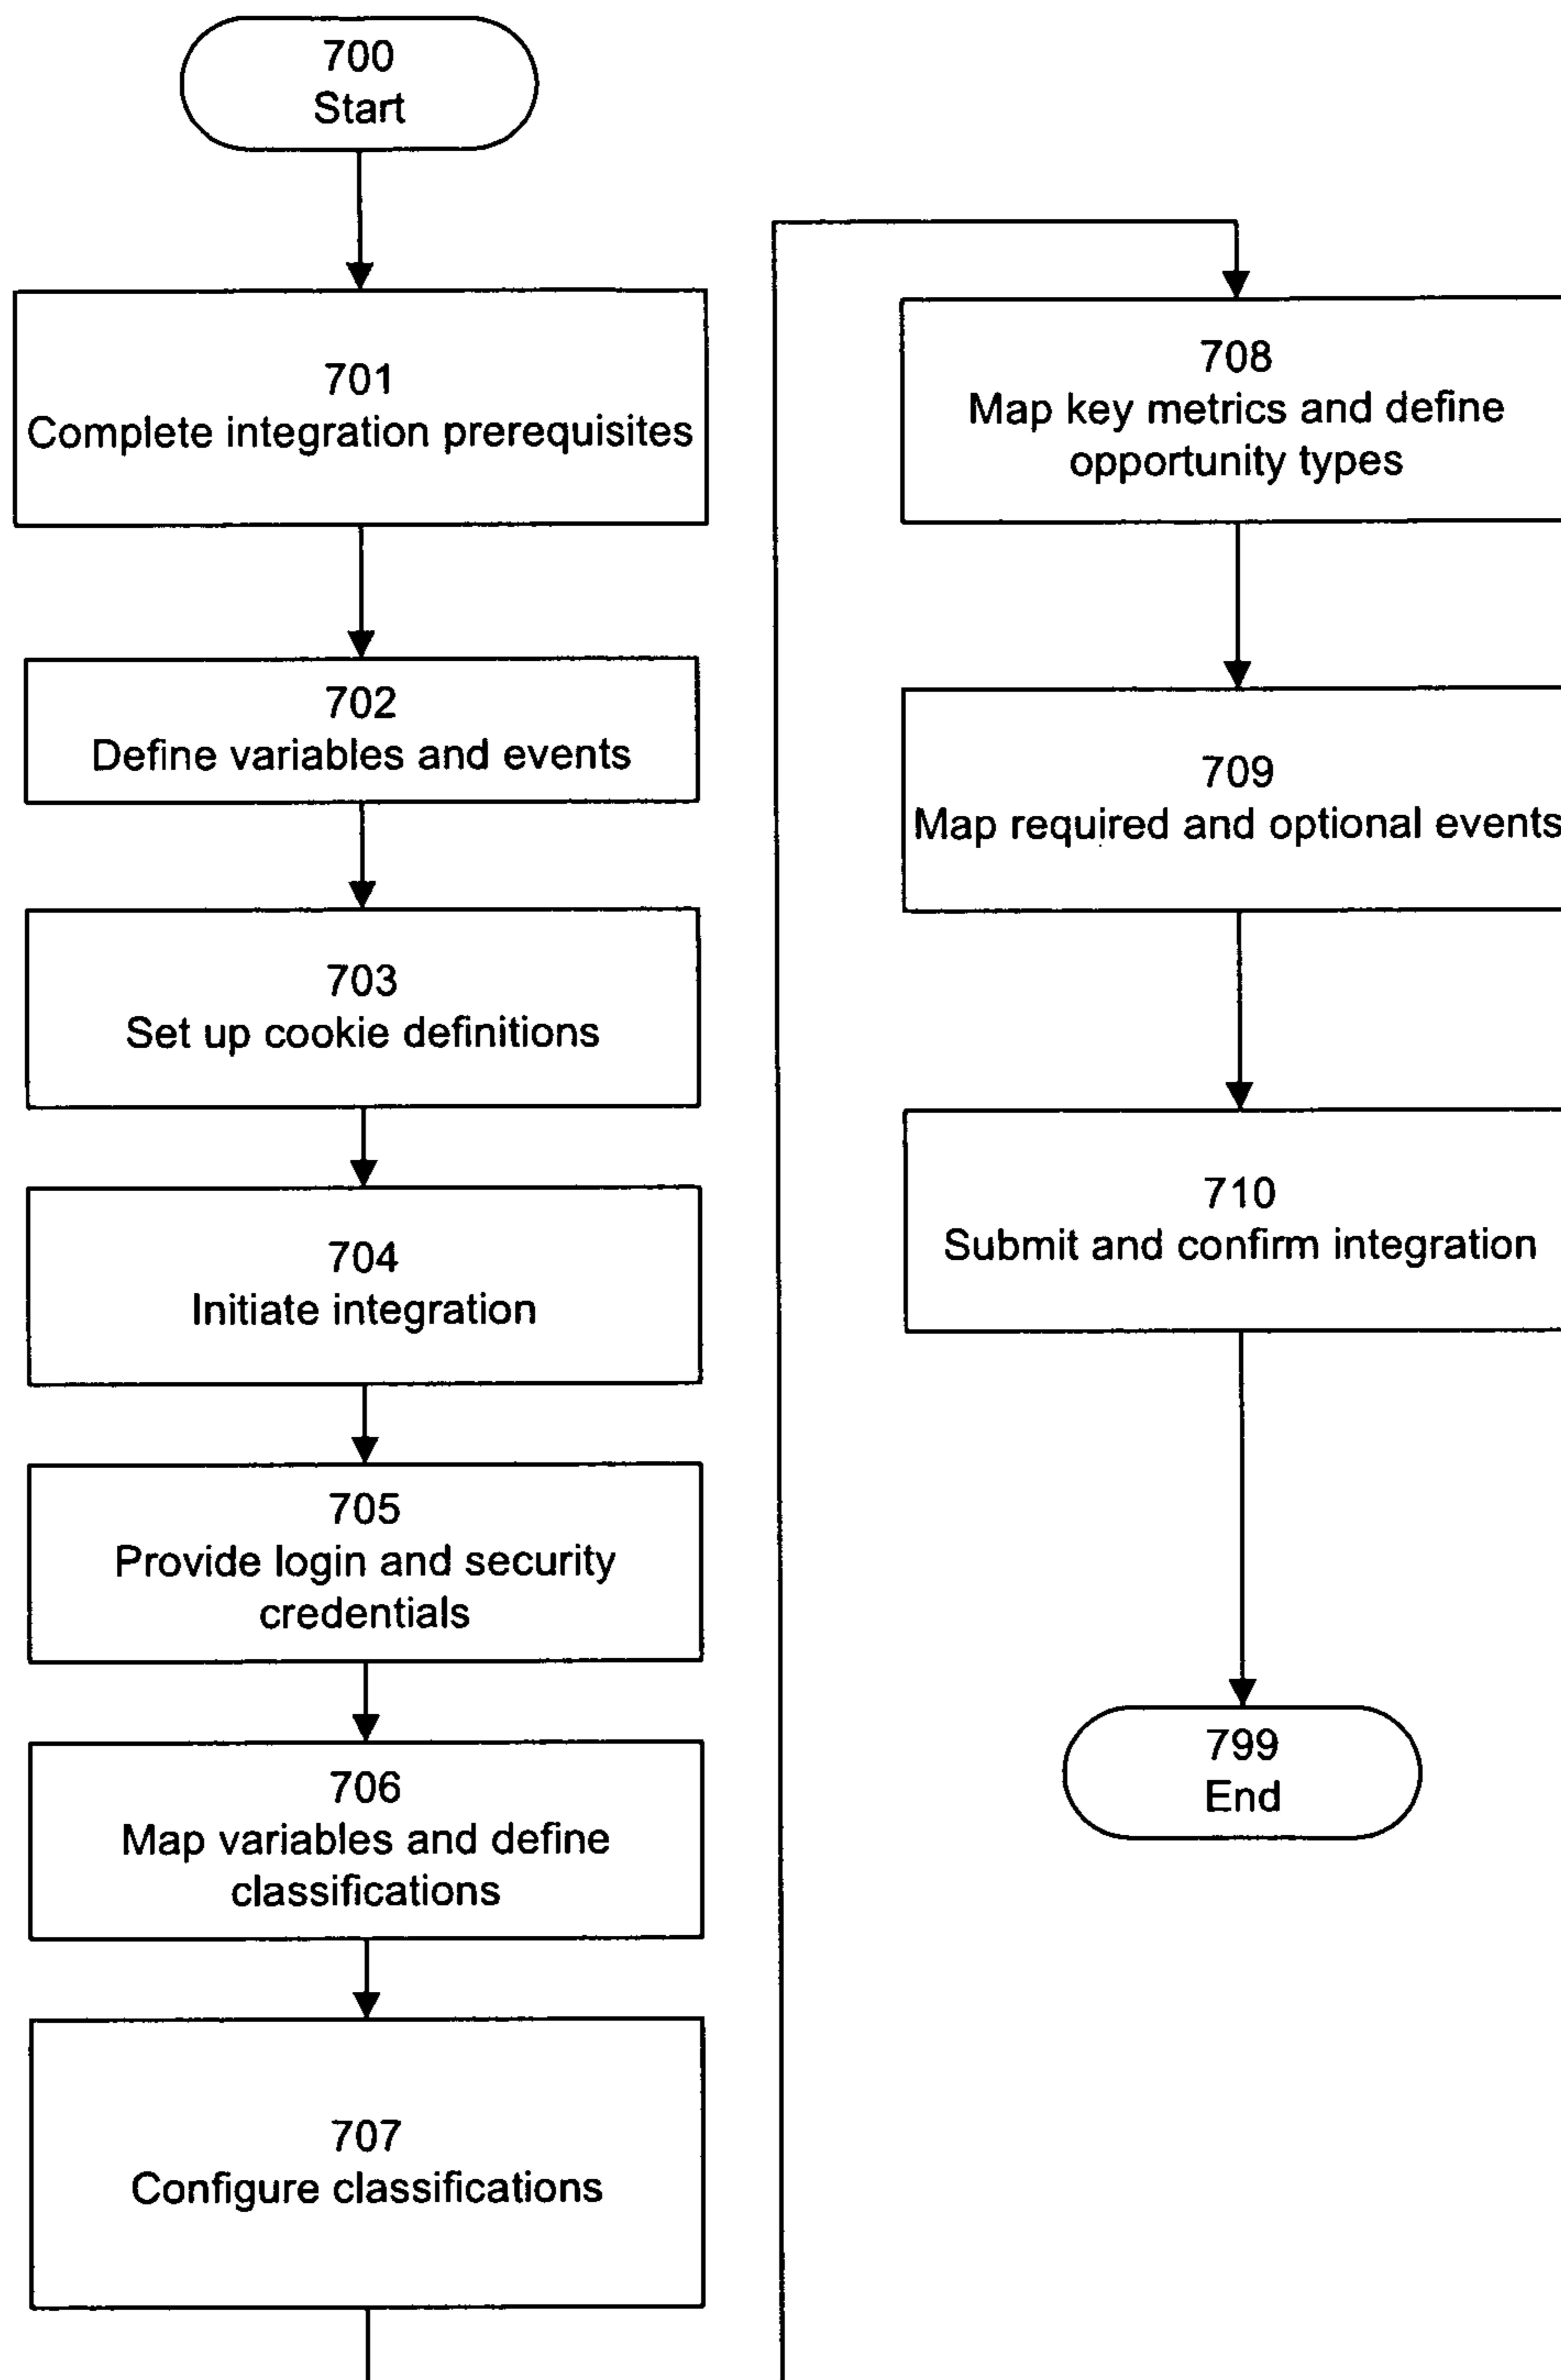 700
Start
701
Complete integration prerequisites
702
Define variables and events
703
Set up cookie definitions
704
Initiate integration
705
Provide login and security
credentials
706
Map variables and define
classifications
707
Configure classifications
708
Map key metrics and define
opportunity types
709
Map required and optional events
710
Submit and confirm integration
799
End